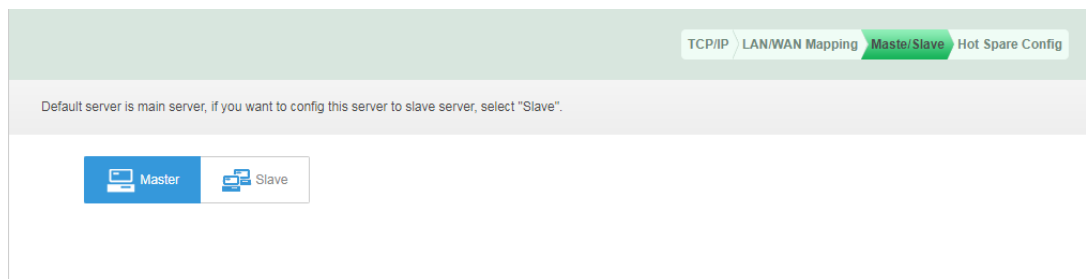 TCP/IP LAN/WAN Mapping Maste/Slave Hot Spare Config
Default server is main server, if you want to config this server to slave server, select "Slave".
Master Slave